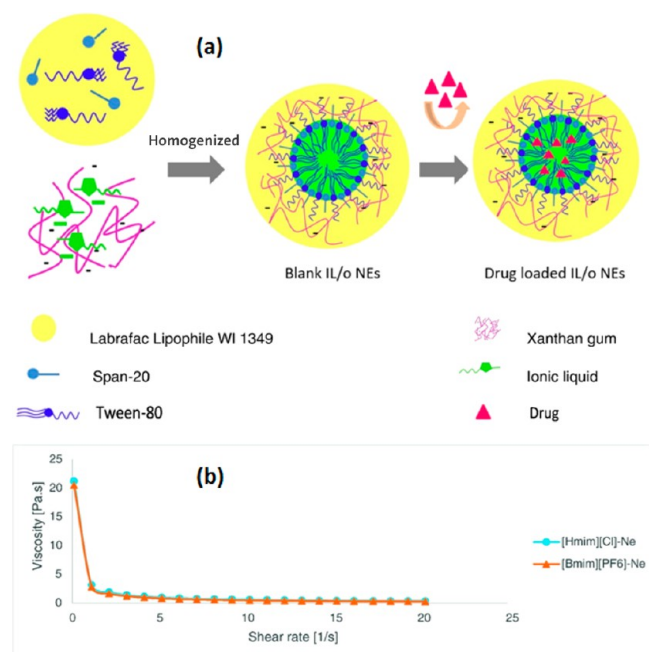 (a)
Homogenized
Blank IL/o NEs
Drug loaded IL/o NEs
Labrafac Lipophile WI 1349
Xanthan gum
Span-20
Ionic liquid
Tween-80
Drug
(b)
Viscosity [Pa.s]
25
20
15
10
5
0
0 5 10 15 20 25
Shear rate [1/s]
[Hmim][Cl]-Ne
[Bmim][PF6]-Ne